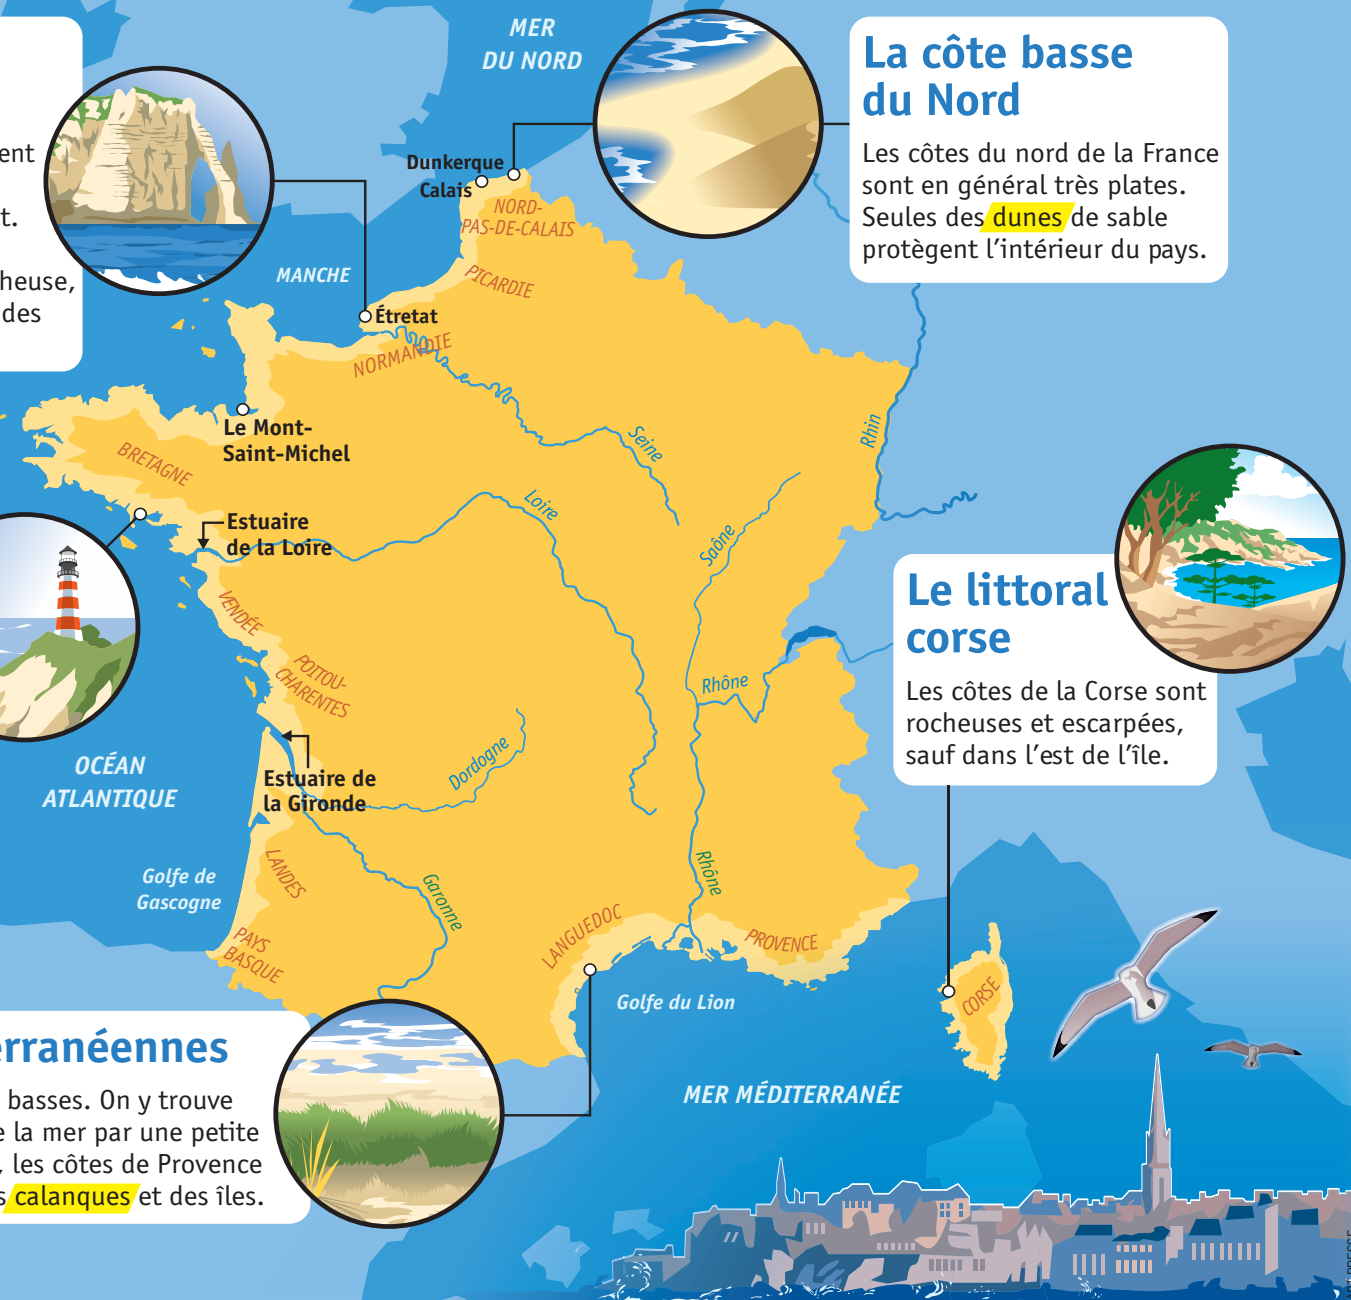 MER
DU NORD
La côte basse
du Nord
Les côtes du nord de la France
sont en général très plates.
Seules des dunes de sable
protègent l'intérieur du pays.
ent
t.
heuse,
des
Dunkerque
Calais
NORD-
PAS-DE-CALAIS
PICARDIE
MANCHE
Étretat
NORMANDIE
Le Mont-
Saint-Michel
BRETAGNE
Seine
Rhin
Loire
Saône
Estuaire
de la Loire
VENDÉE
POITOU-
CHARENTES
Rhône
Le littoral
corse
Les côtes de la Corse sont
rocheuses et escarpées,
sauf dans l'est de l'île.
OCÉAN
ATLANTIQUE
Dordogne
Estuaire de
la Gironde
Golfe de
Gascogne
LANDES
Garonne
Rhône
PAYS
BASQUE
LANGUEDOC
PROVENCE
Golfe du Lion
CORSE
MER MÉDITERRANÉE
erranéennes
basses. On y trouve
e la mer par une petite
, les côtes de Provence
s calanques et des îles.